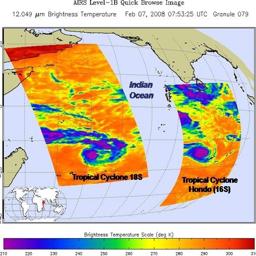 AIRS Level-1B Quick Browse Image
12.049 μm Brightness Temperature   Feb 07, 2008 07:53:25 UTC   Granule 079
Indian
Ocean
Tropical Cyclone 18S
Tropical Cyclone
Hondo (16S)
Brightness Temperature Scale (deg K)
210 220 230 240 250 260 270 280 290 300 310